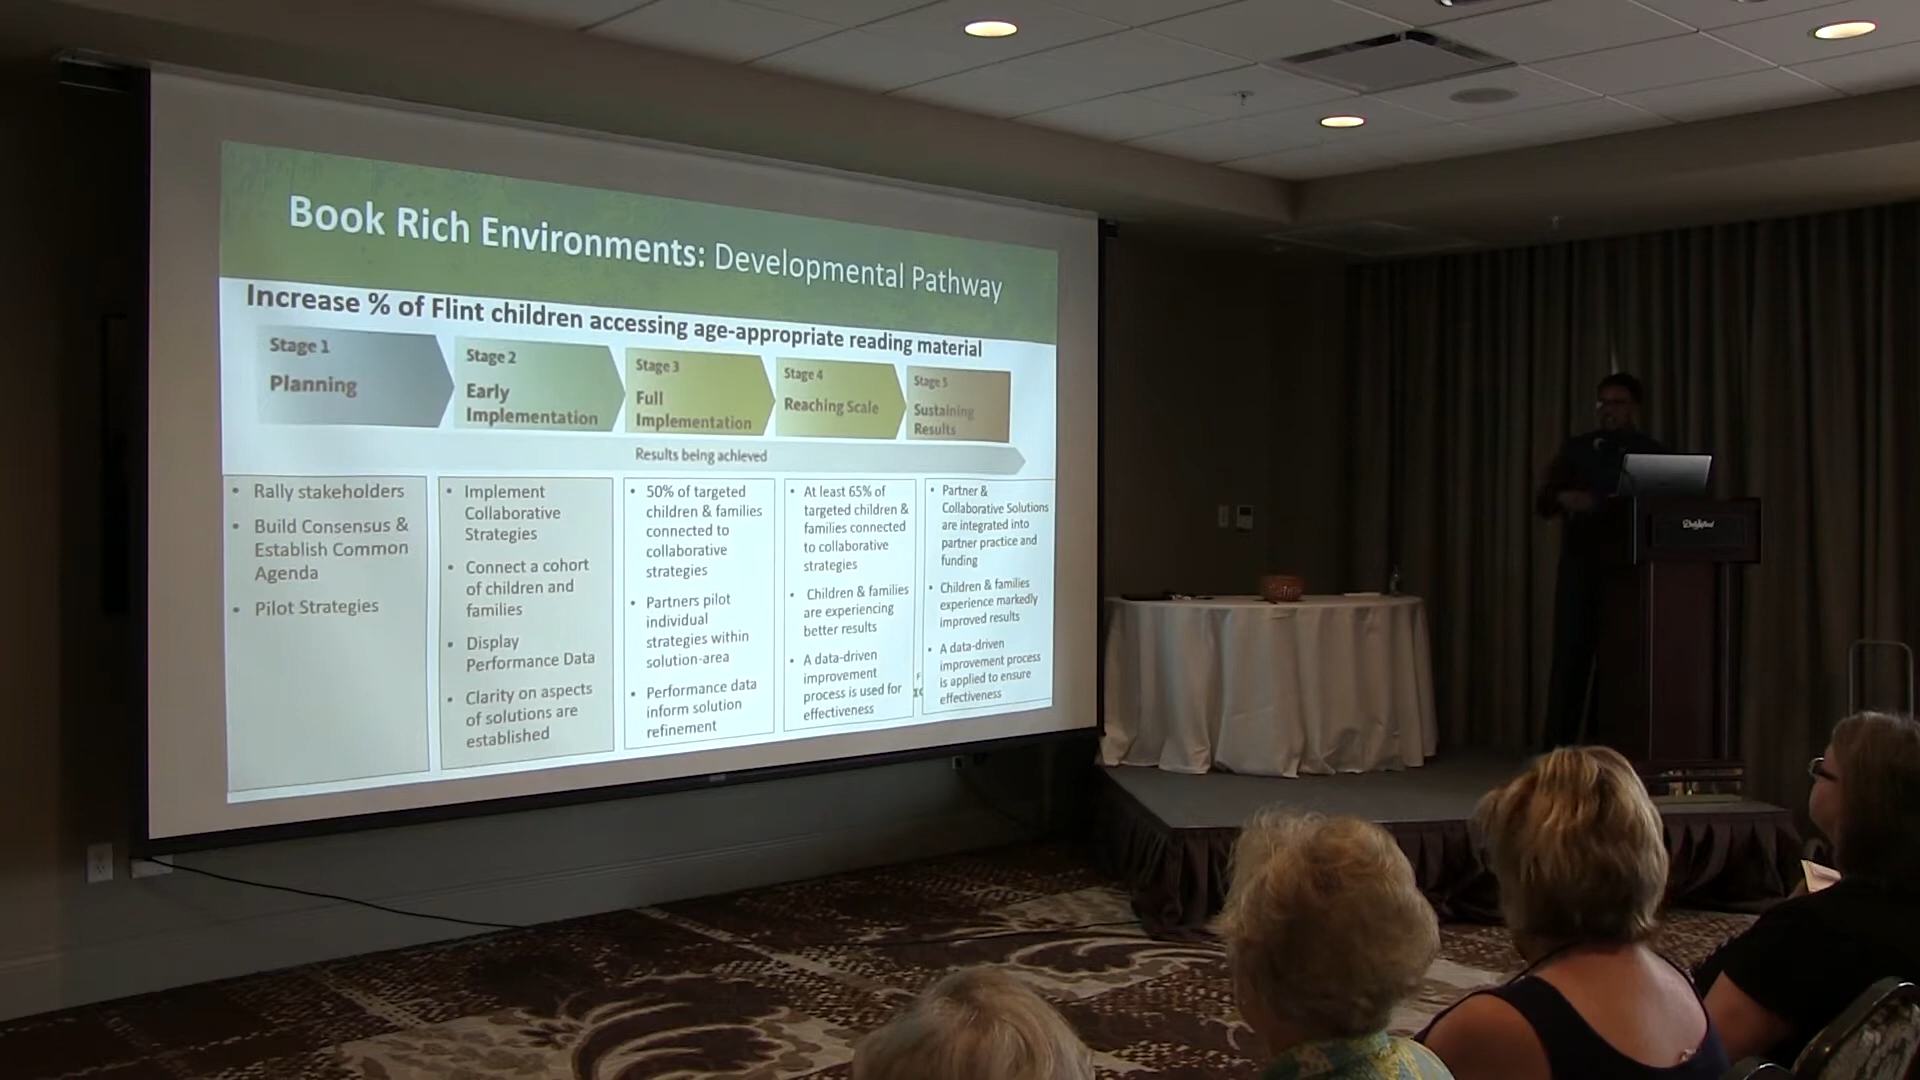 Book Rich Environments: Developmental Pathway
Increase % of Flint children accessing age-appropriate reading material
Stage 1
Planning
Stage 2
Early
Implementation
Stage 3
Full
Implementation
Stage 4
Reaching Scale
Stage 5
Sustaining
Results
Results being achieved
• Rally stakeholders
• Build Consensus &
Establish Common
Agenda
• Pilot Strategies
• Implement
Collaborative
Strategies
• Connect a cohort
of children and
families
• Display
Performance Data
• Clarity on aspects
of solutions are
established
• 50% of targeted
children & families
connected to
collaborative
strategies
• Partners pilot
individual
strategies within
solution-area
• Performance data
inform solution
refinement
• At least 65% of
targeted children &
families connected
to collaborative
strategies
• Children & families
are experiencing
better results
• A data-driven
improvement
process is used for
effectiveness
• Partner &
Collaborative Solutions
are integrated into
partner practice and
funding
• Children & families
experience markedly
improved results
• A data-driven
improvement process
is applied to ensure
effectiveness